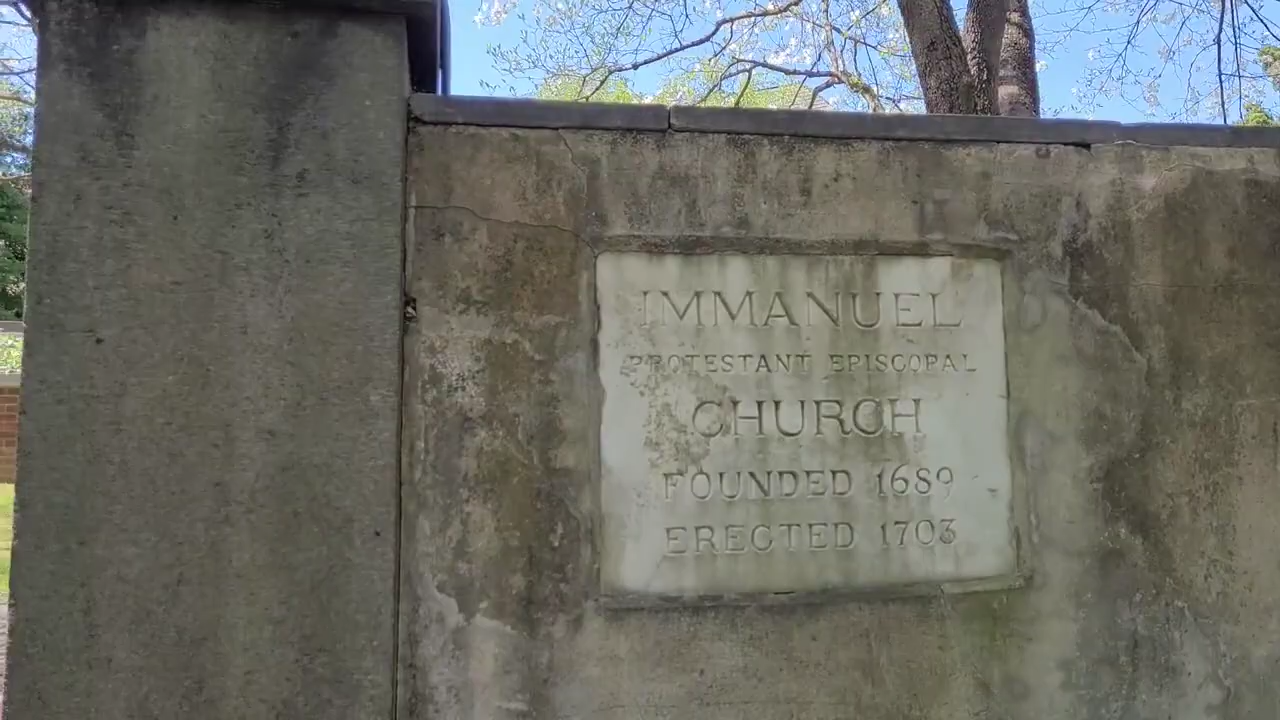 IMMANUEL
PROTESTANT EPISCOPAL
CHURCH
FOUNDED 1689
ERECTED 1703